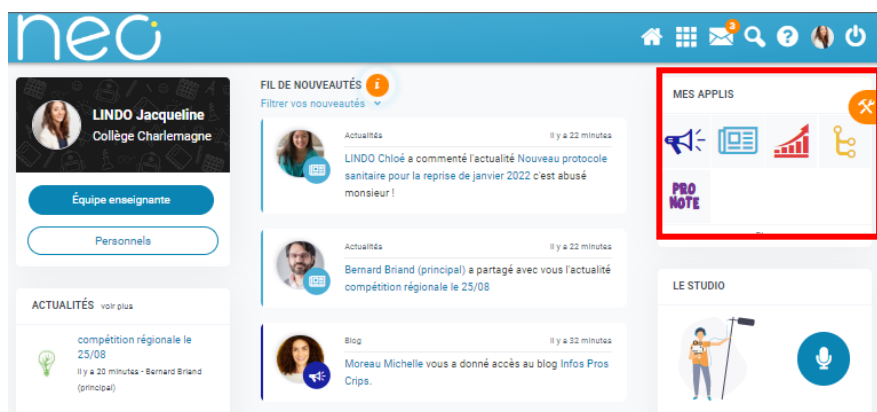 neo
3
LINDO Jacqueline
Collège Charlemagne
Équipe enseignante
Personnels
ACTUALITÉS voir plus
compétition régionale le
25/08
Il y a 20 minutes - Bernard Briand
(principal)
FIL DE NOUVEAUTÉS i
Filtrer vos nouveautés
Actualités Il y a 22 minutes
LINDO Chloé a commenté l'actualité Nouveau protocole
sanitaire pour la reprise de janvier 2022 c'est abusé
monsieur !
Actualités Il y a 22 minutes
Bernard Briand (principal) a partagé avec vous l'actualité
compétition régionale le 25/08
Blog Il y a 32 minutes
Moreau Michelle vous a donné accès au blog Infos Pros
Crips.
MES APPLIS
PRO
NOTE
LE STUDIO